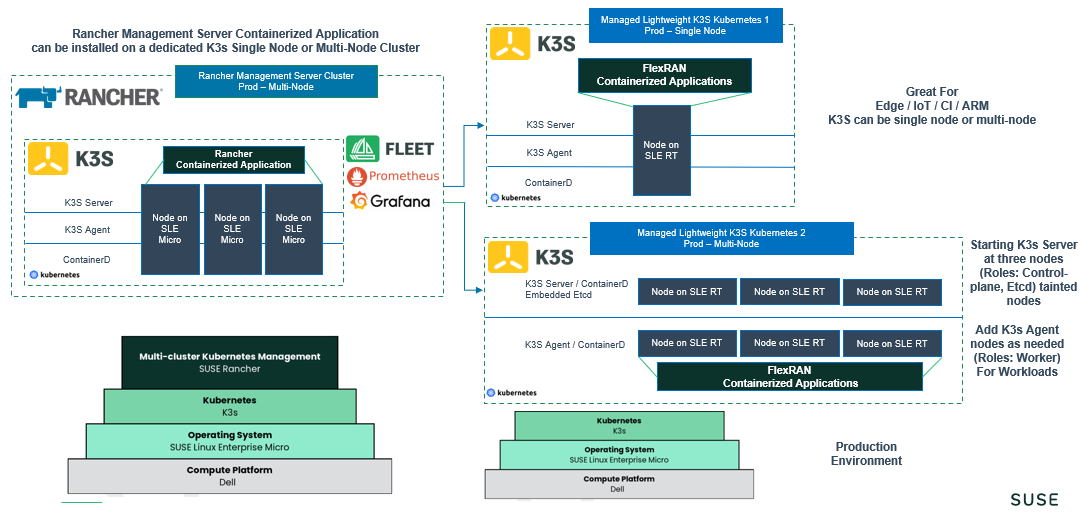 Rancher Management Server Containerized Application
can be installed on a dedicated K3s Single Node or Multi-Node Cluster
Rancher Management Server Cluster
Prod – Multi-Node
RANCHER®
K3S
Rancher
Containerized Application
K3S Server
K3S Agent
ContainerD
Node on
SLE
Micro
Node on
SLE
Micro
Node on
SLE
Micro
kubernetes
FLEET
Prometheus
Grafana
Managed Lightweight K3S Kubernetes 1
Prod – Single Node
K3S
FlexRAN
Containerized Applications
K3S Server
K3S Agent
ContainerD
Node on
SLE RT
kubernetes
Great For
Edge / IoT / CI / ARM
K3S can be single node or multi-node
Managed Lightweight K3S Kubernetes 2
Prod – Multi-Node
K3S
K3S Server / ContainerD
Embedded Etcd
Node on SLE RT
Node on SLE RT
Node on SLE RT
K3S Agent / ContainerD
Node on SLE RT
Node on SLE RT
Node on SLE RT
FlexRAN
Containerized Applications
kubernetes
Starting K3s Server
at three nodes
(Roles: Control-
plane, Etcd) tainted
nodes
Add K3s Agent
nodes as needed
(Roles: Worker)
For Workloads
Multi-cluster Kubernetes Management
SUSE Rancher
Kubernetes
K3s
Operating System
SUSE Linux Enterprise Micro
Compute Platform
Dell
Kubernetes
K3s
Operating System
SUSE Linux Enterprise Micro
Compute Platform
Dell
Production
Environment
SUSE